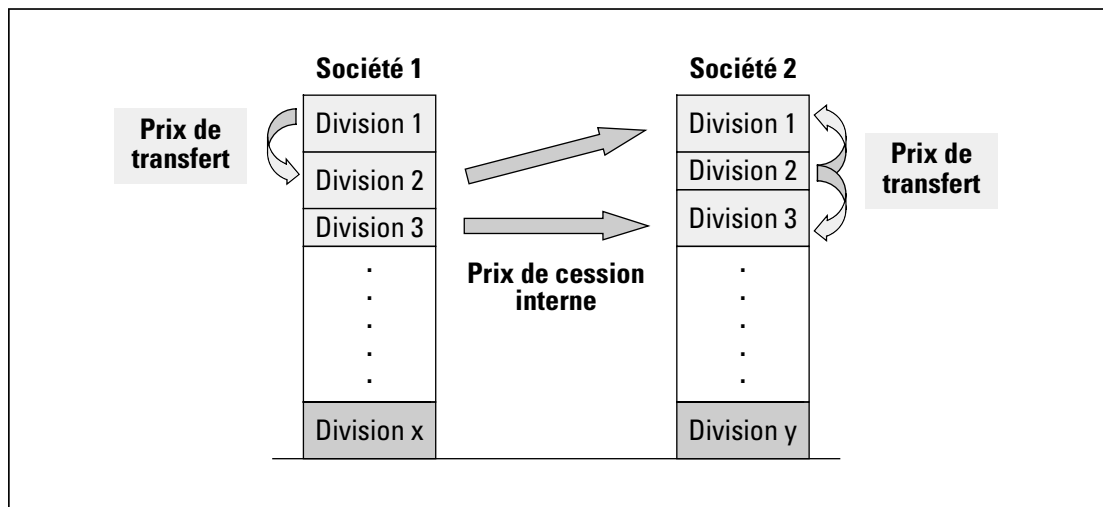 Société 1
Société 2
Prix de
transfert
Division 1
Division 2
Division 3
.
.
.
.
.
Division x
Prix de cession
interne
Division 1
Division 2
Division 3
.
.
.
.
.
Division y
Prix de
transfert